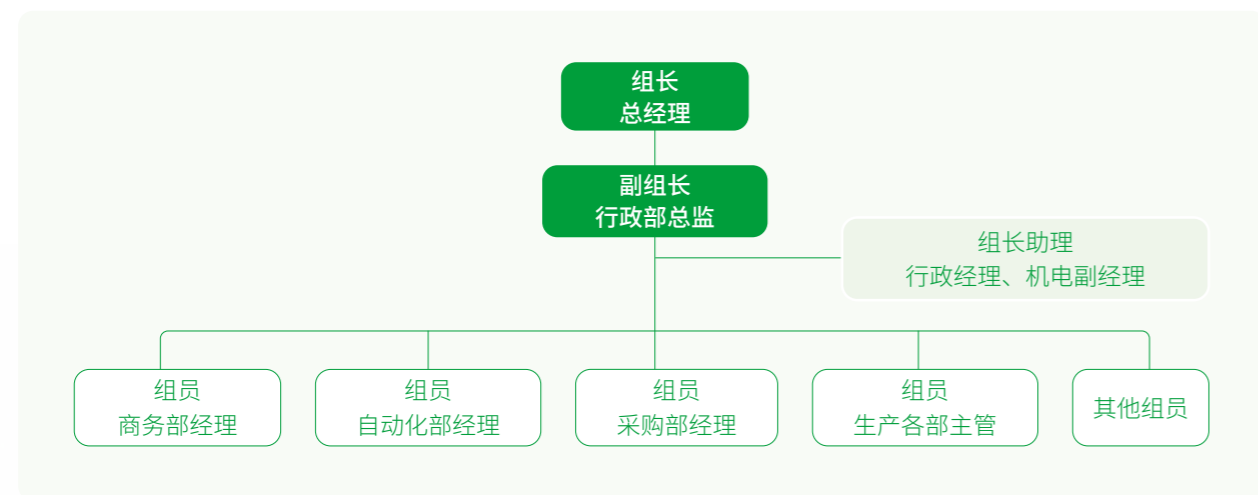 组长
总经理
副组长
行政部总监
组长助理
行政经理、机电副经理
组员
商务部经理
组员
自动化部经理
组员
采购部经理
组员
生产各部主管
其他组员